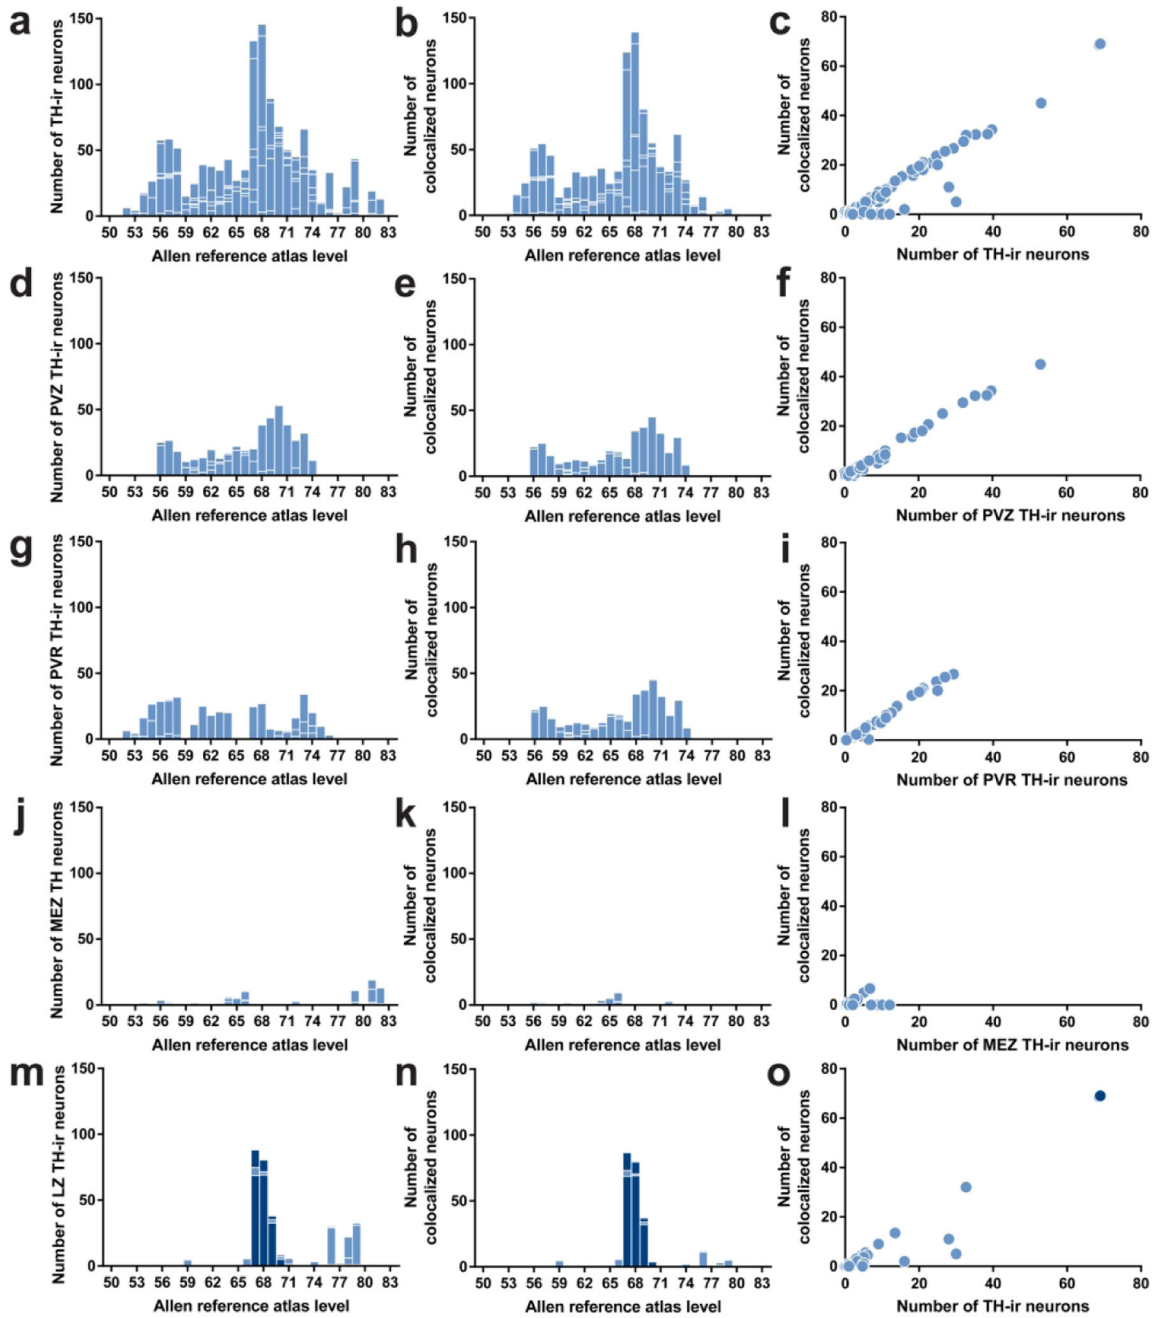 a
Number of TH-ir neurons
150
100
50
0
50 53 56 59 62 65 68 71 74 77 80 83
Allen reference atlas level
b
Number of
colocalized neurons
150
100
50
0
50 53 56 59 62 65 68 71 74 77 80 83
Allen reference atlas level
c
Number of
colocalized neurons
80
60
40
20
0
0 20 40 60 80
Number of TH-ir neurons
d
Number of PVZ TH-ir neurons
150
100
50
0
50 53 56 59 62 65 68 71 74 77 80 83
Allen reference atlas level
e
Number of
colocalized neurons
150
100
50
0
50 53 56 59 62 65 68 71 74 77 80 83
Allen reference atlas level
f
Number of
colocalized neurons
80
60
40
20
0
0 20 40 60 80
Number of PVZ TH-ir neurons
g
Number of PVR TH-ir neurons
150
100
50
0
50 53 56 59 62 65 68 71 74 77 80 83
Allen reference atlas level
h
Number of
colocalized neurons
150
100
50
0
50 53 56 59 62 65 68 71 74 77 80 83
Allen reference atlas level
i
Number of
colocalized neurons
80
60
40
20
0
0 20 40 60 80
Number of PVR TH-ir neurons
j
Number of MEZ TH neurons
150
100
50
0
50 53 56 59 62 65 68 71 74 77 80 83
Allen reference atlas level
k
Number of
colocalized neurons
150
100
50
0
50 53 56 59 62 65 68 71 74 77 80 83
Allen reference atlas level
l
Number of
colocalized neurons
80
60
40
20
0
0 20 40 60 80
Number of MEZ TH-ir neurons
m
Number of LZ TH-ir neurons
150
100
50
0
50 53 56 59 62 65 68 71 74 77 80 83
Allen reference atlas level
n
Number of
colocalized neurons
150
100
50
0
50 53 56 59 62 65 68 71 74 77 80 83
Allen reference atlas level
o
Number of
colocalized neurons
80
60
40
20
0
0 20 40 60 80
Number of TH-ir neurons